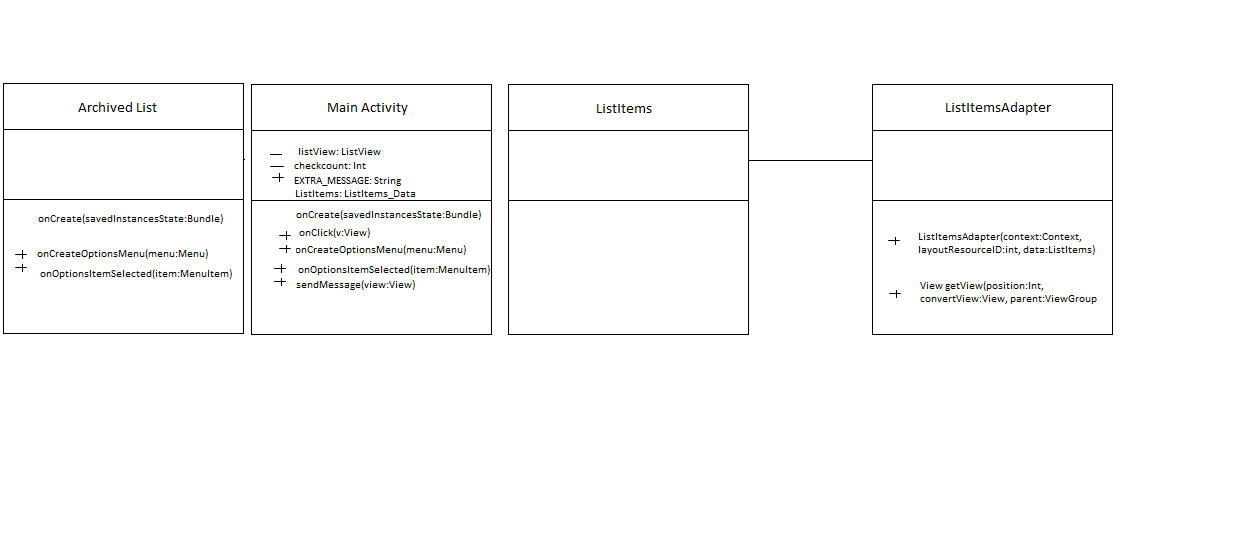 Archived List
onCreate(savedInstancesState:Bundle)
+ onCreateOptionsMenu(menu:Menu)
+ onOptionsItemSelected(item:MenuItem)
Main Activity
— listView: ListView
— checkcount: Int
+ EXTRA_MESSAGE: String
ListItems: ListItems_Data
onCreate(savedInstancesState:Bundle)
+ onClick(v:View)
+ onCreateOptionsMenu(menu:Menu)
+ onOptionsItemSelected(item:MenuItem)
+ sendMessage(view:View)
ListItems
ListItemsAdapter
+ ListItemsAdapter(context:Context,
layoutResourceID:int, data:ListItems)
+ View getView(position:Int,
convertView:View, parent:ViewGroup